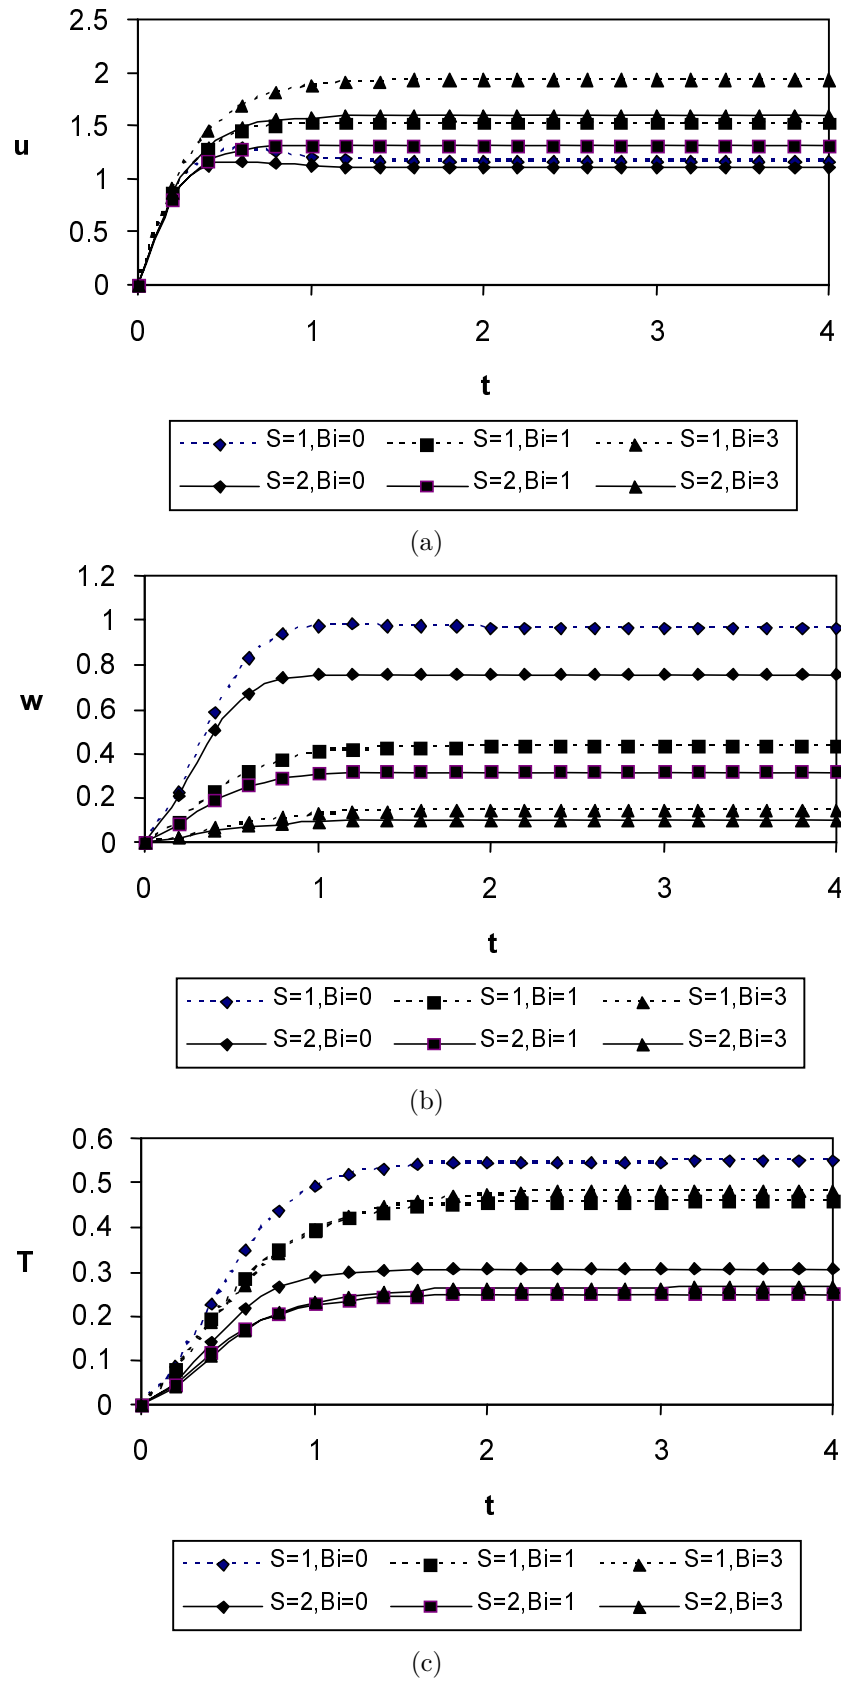 2.5
2
1.5
u
1
0.5
0
0 1 2 3 4
t
S=1,Bi=0 S=1,Bi=1 S=1,Bi=3
S=2,Bi=0 S=2,Bi=1 S=2,Bi=3
(a)
1.2
1
0.8
w
0.6
0.4
0.2
0
0 1 2 3 4
t
S=1,Bi=0 S=1,Bi=1 S=1,Bi=3
S=2,Bi=0 S=2,Bi=1 S=2,Bi=3
(b)
0.6
0.5
0.4
T
0.3
0.2
0.1
0
0 1 2 3 4
t
S=1,Bi=0 S=1,Bi=1 S=1,Bi=3
S=2,Bi=0 S=2,Bi=1 S=2,Bi=3
(c)